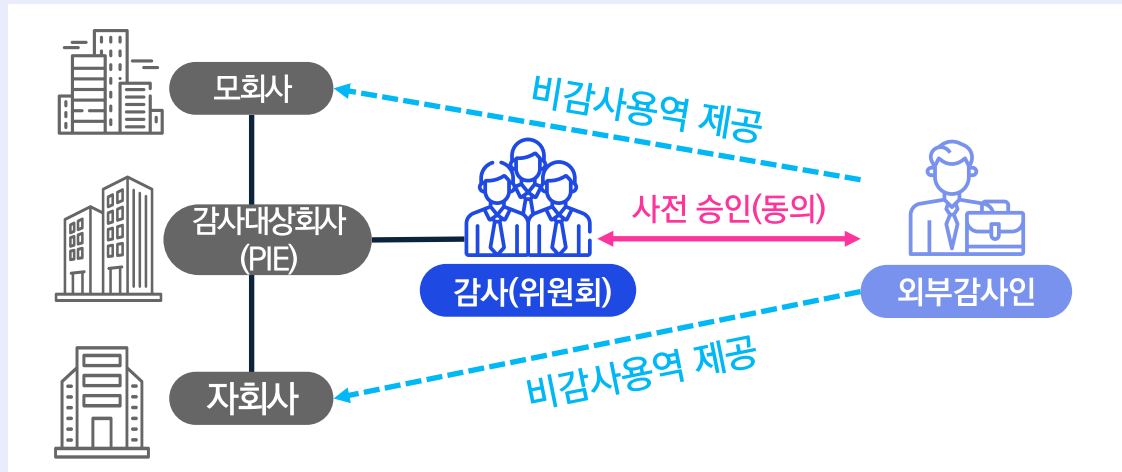 모회사
비감사용역 제공
감사대상회사
(PIE)
사전 승인(동의)
감사(위원회)
외부감사인
비감사용역 제공
자회사